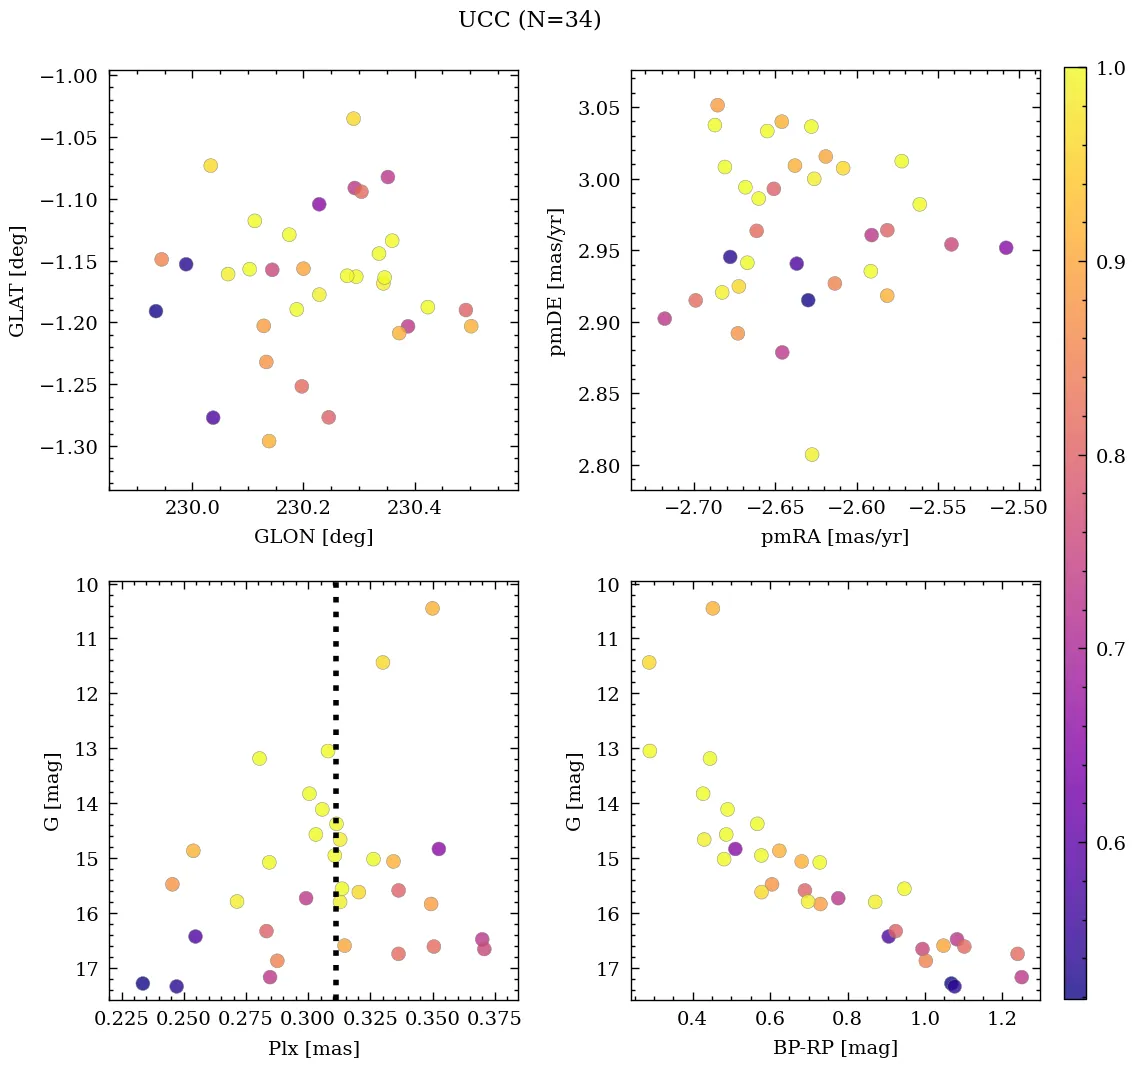 UCC (N=34)
−1.00
−1.05
−1.10
−1.15
−1.20
−1.25
−1.30
GLAT [deg]
230.0 230.2 230.4
GLON [deg]
3.05
3.00
2.95
2.90
2.85
2.80
pmDE [mas/yr]
−2.70 −2.65 −2.60 −2.55 −2.50
pmRA [mas/yr]
10
11
12
13
14
15
16
17
G [mag]
0.225 0.250 0.275 0.300 0.325 0.350 0.375
Plx [mas]
10
11
12
13
14
15
16
17
G [mag]
0.4 0.6 0.8 1.0 1.2
BP-RP [mag]
1.0
0.9
0.8
0.7
0.6